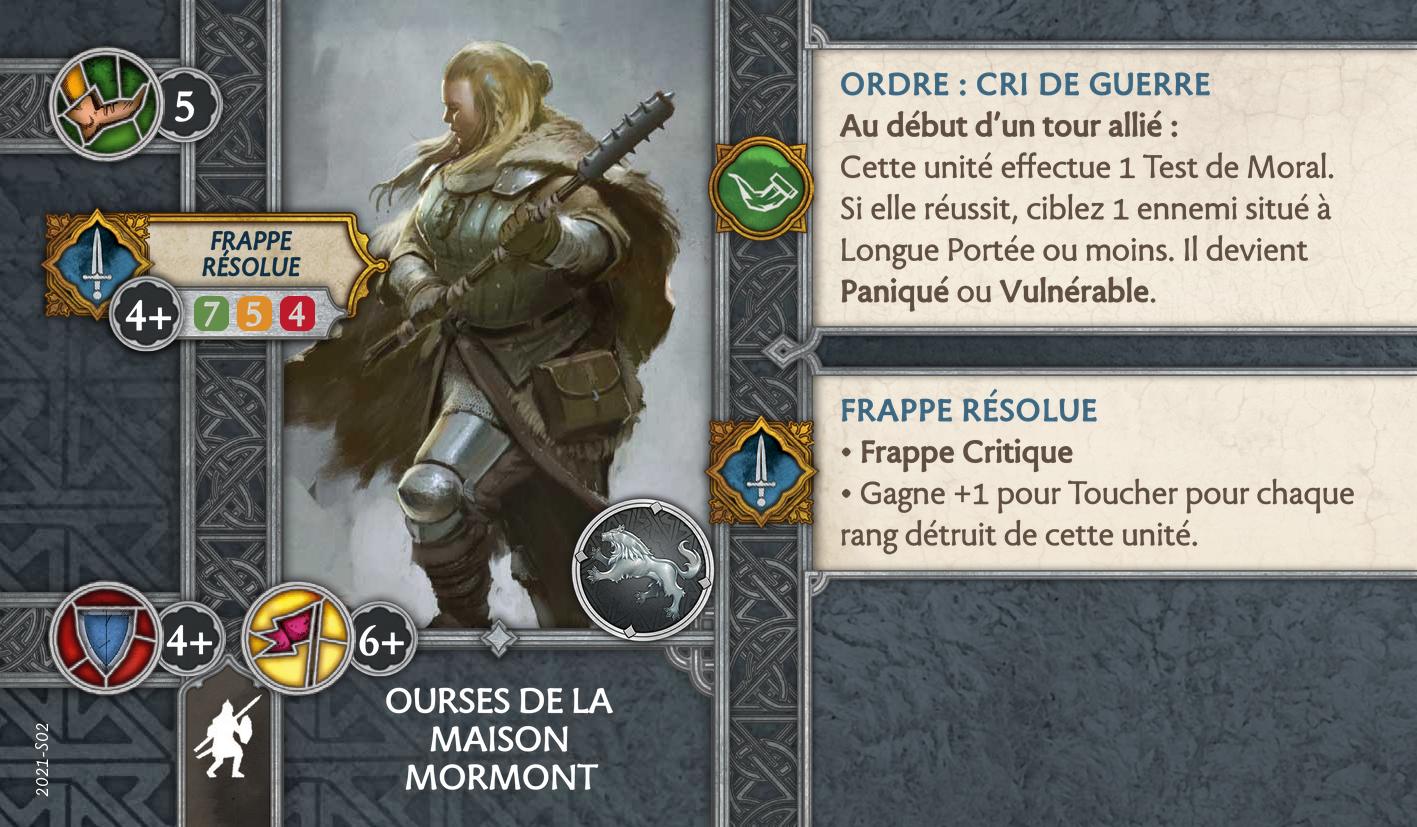 5
FRAPPE
RÉSOLUE
4+ 7 5 4
4+ 6+
OURSES DE LA
MAISON
MORMONT
2021-S02
ORDRE : CRI DE GUERRE
Au début d’un tour allié :
Cette unité effectue 1 Test de Moral.
Si elle réussit, ciblez 1 ennemi situé à
Longue Portée ou moins. Il devient
Paniqué ou Vulnérable.
FRAPPE RÉSOLUE
• Frappe Critique
• Gagne +1 pour Toucher pour chaque
rang détruit de cette unité.